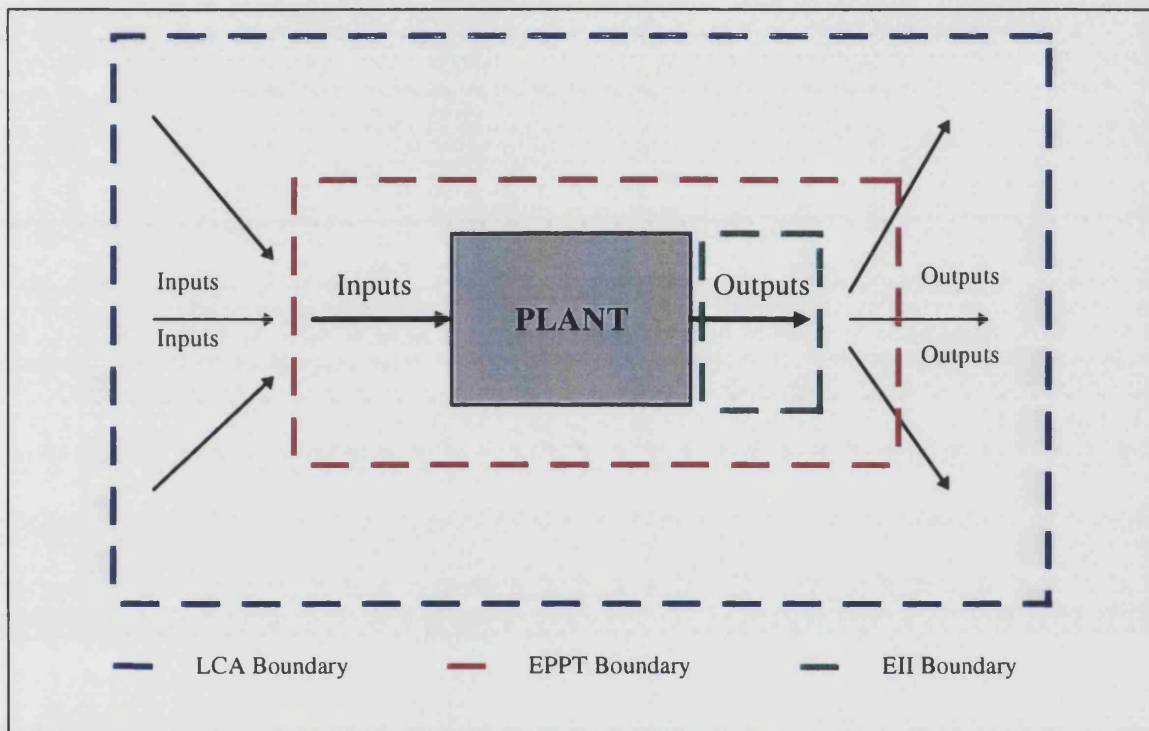 Inputs
Inputs
Inputs
PLANT
Outputs
Outputs
Outputs
LCA Boundary
EPPT Boundary
EII Boundary